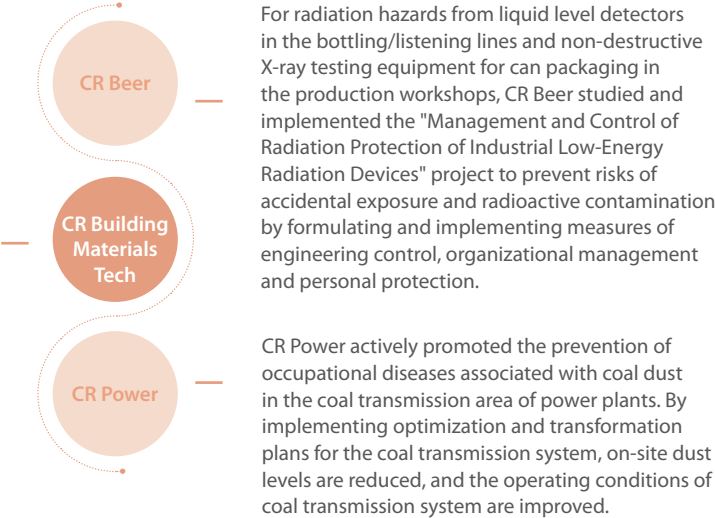 CR Beer
For radiation hazards from liquid level detectors
in the bottling/listening lines and non-destructive
X-ray testing equipment for can packaging in
the production workshops, CR Beer studied and
implemented the "Management and Control of
Radiation Protection of Industrial Low-Energy
Radiation Devices" project to prevent risks of
accidental exposure and radioactive contamination
by formulating and implementing measures of
engineering control, organizational management
and personal protection.
CR Building
Materials
Tech
CR Power
CR Power actively promoted the prevention of
occupational diseases associated with coal dust
in the coal transmission area of power plants. By
implementing optimization and transformation
plans for the coal transmission system, on-site dust
levels are reduced, and the operating conditions of
coal transmission system are improved.